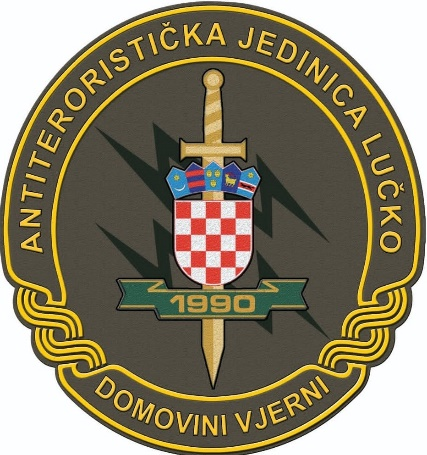 ANTITERORISTIČKA JEDINICA LUČKO
1990
DOMOVINI VJERNI